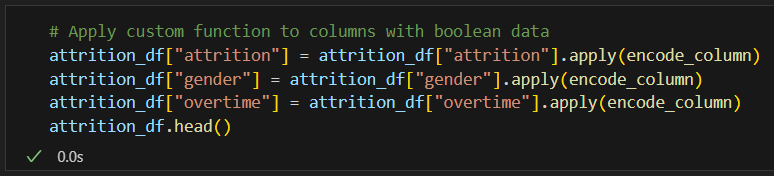 # Apply custom function to columns with boolean data
attrition_df["attrition"] = attrition_df["attrition"].apply(encode_column)
attrition_df["gender"] = attrition_df["gender"].apply(encode_column)
attrition_df["overtime"] = attrition_df["overtime"].apply(encode_column)
attrition_df.head()
✓ 0.0s